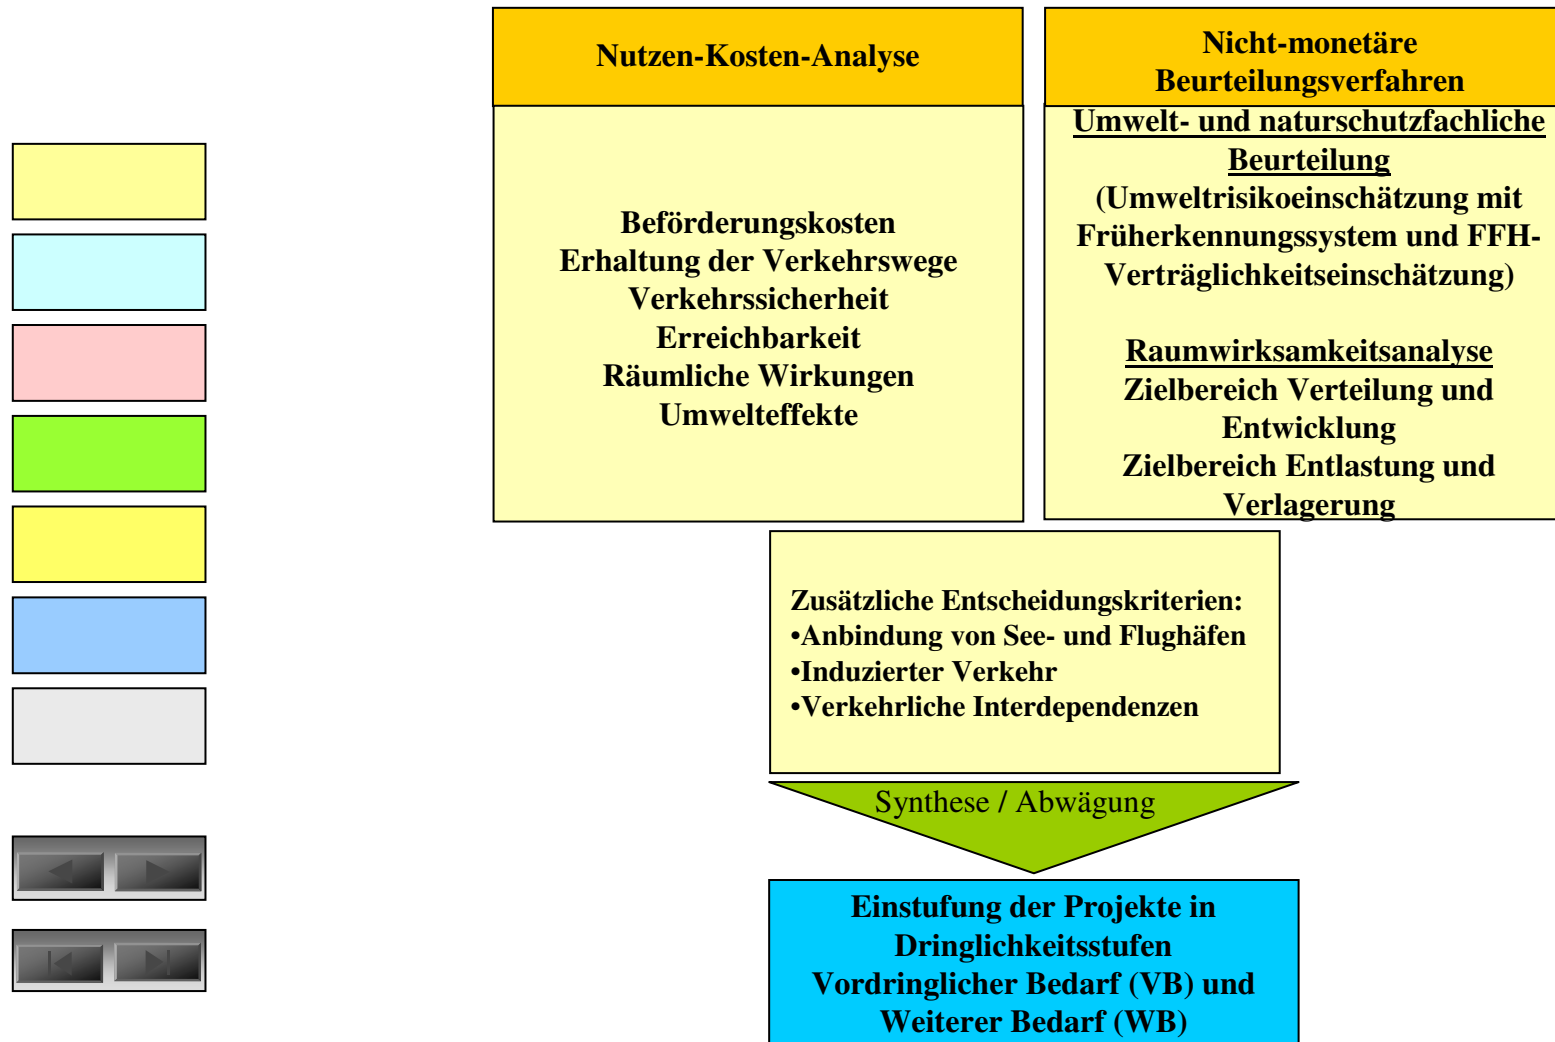 Nutzen-Kosten-Analyse
Beförderungskosten
Erhaltung der Verkehrswege
Verkehrssicherheit
Erreichbarkeit
Räumliche Wirkungen
Umwelteffekte
Nicht-monetäre
Beurteilungsverfahren
Umwelt- und naturschutzfachliche
Beurteilung
(Umweltrisikoeinschätzung mit
Früherkennungssystem und FFH-
Verträglichkeitseinschätzung)
Raumwirksamkeitsanalyse
Zielbereich Verteilung und
Entwicklung
Zielbereich Entlastung und
Verlagerung
Zusätzliche Entscheidungskriterien:
•Anbindung von See- und Flughäfen
•Induzierter Verkehr
•Verkehrliche Interdependenzen
Synthese / Abwägung
Einstufung der Projekte in
Dringlichkeitsstufen
Vordringlicher Bedarf (VB) und
Weiterer Bedarf (WB)